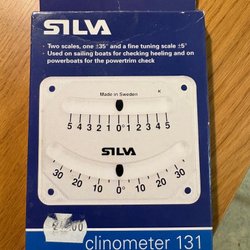 SILVA
• Two scales, one ±35° and a fine tuning scale ±5°
• Used on sailing boats for checking heeling and on
powerboats for the powertrim check
Made in Sweden
5 4 3 2 1 0° 1 2 3 4 5
SILVA
30 20 10 0° 10 20 30
clinometer 131